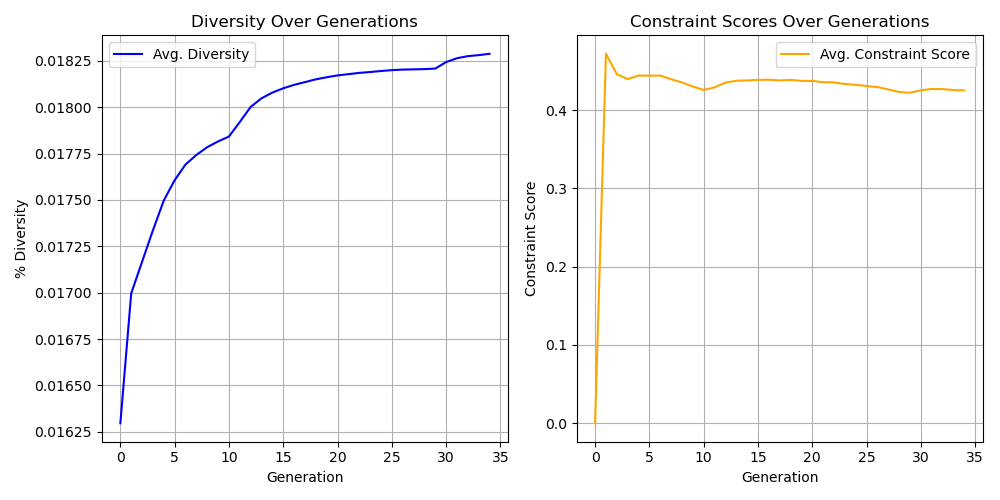 Diversity Over Generations
Avg. Diversity
% Diversity
0.01825
0.01800
0.01775
0.01750
0.01725
0.01700
0.01675
0.01650
0.01625
0 5 10 15 20 25 30 35
Generation
Constraint Scores Over Generations
Avg. Constraint Score
Constraint Score
0.4
0.3
0.2
0.1
0.0
0 5 10 15 20 25 30 35
Generation